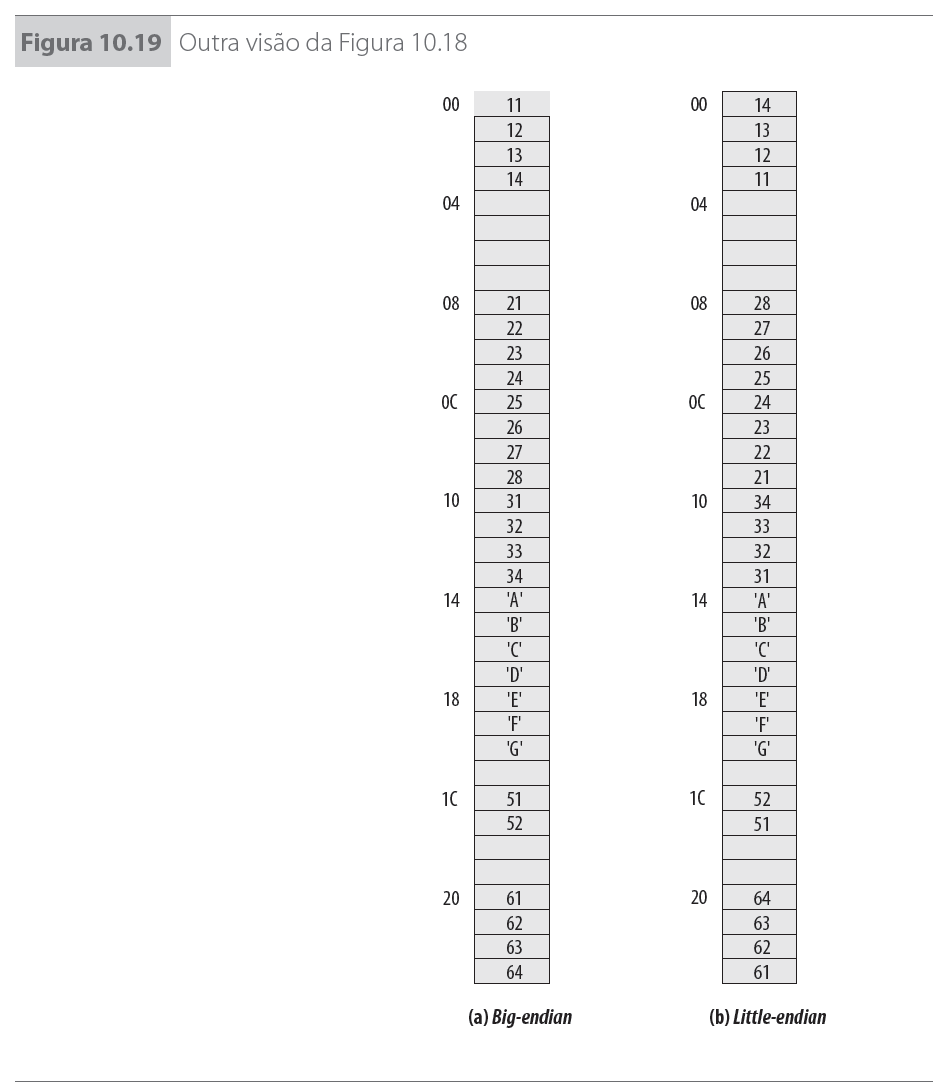 Figura 10.19 Outra visão da Figura 10.18
00 11 00 14
12 13
13 12
14 11
04 04
08 21 08 28
22 27
23 26
24 25
0C 25 0C 24
26 23
27 22
28 21
10 31 10 34
32 33
33 32
34 31
14 'A' 14 'A'
'B' 'B'
'C' 'C'
'D' 'D'
18 'E' 18 'E'
'F' 'F'
'G' 'G'
1C 51 1C 52
52 51
20 61 20 64
62 63
63 62
64 61
(a) Big-endian (b) Little-endian